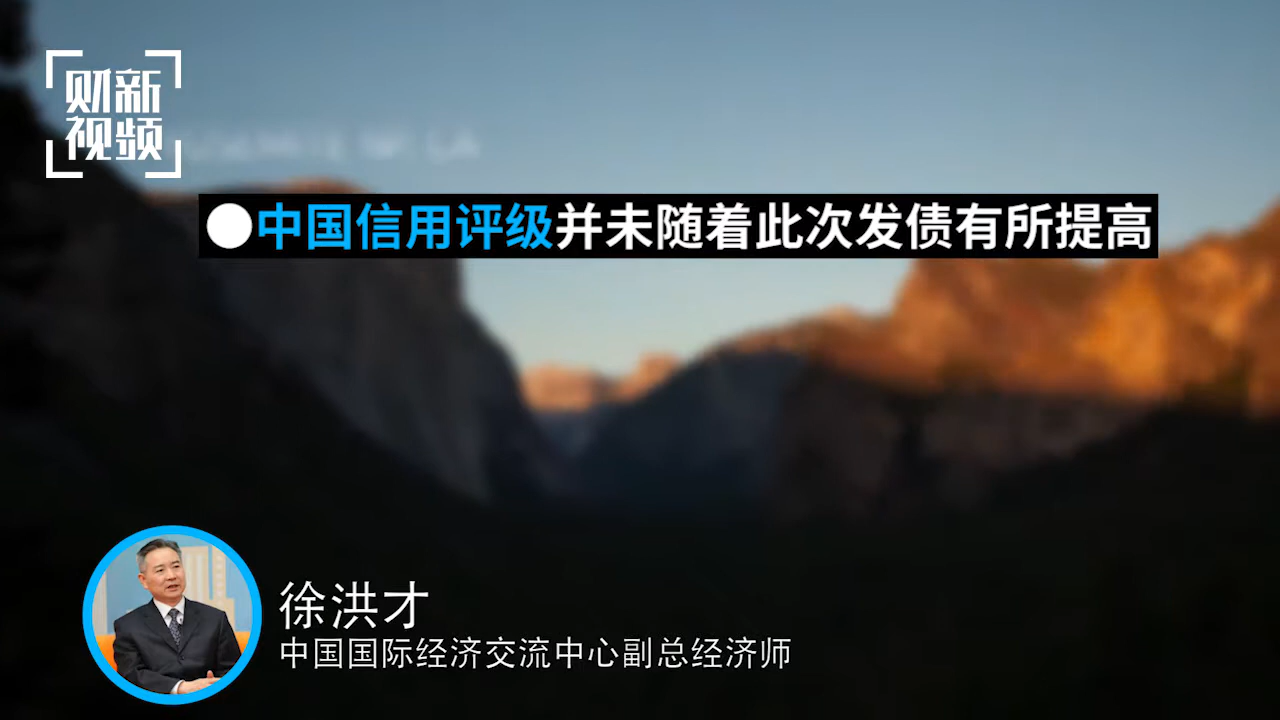 财新
视频
●中国信用评级并未随着此次发债有所提高
徐洪才
中国国际经济交流中心副总经济师